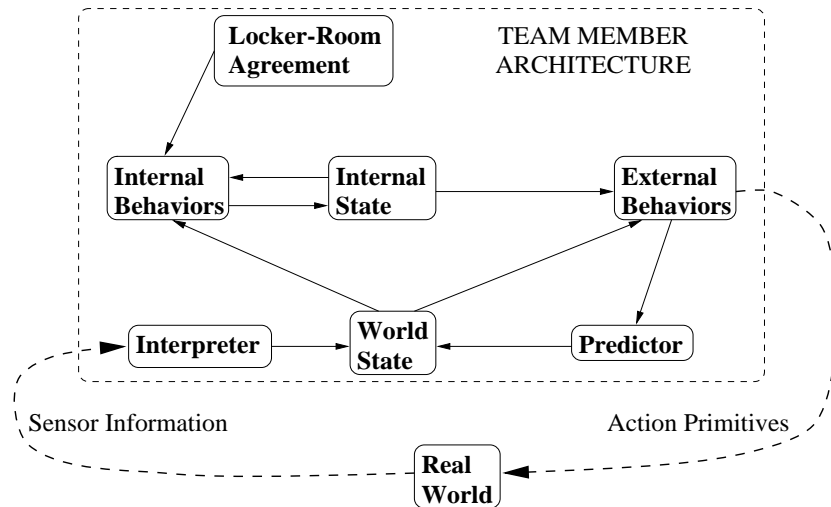 Locker-Room
Agreement
TEAM MEMBER
ARCHITECTURE
Internal
Behaviors
Internal
State
External
Behaviors
Interpreter
World
State
Predictor
Sensor Information
Action Primitives
Real
World